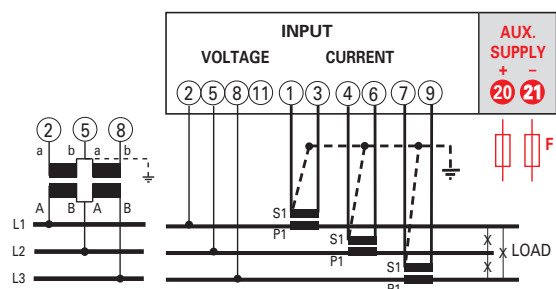 INPUT
AUX.
SUPPLY
VOLTAGE CURRENT
+ −
2 5 8 11 1 3 4 6 7 9 20 21
2 5 8
a b a b
F
A B A B
S1
L1
P1
S1
L2
X
X LOAD
P1
S1
X
L3
P1